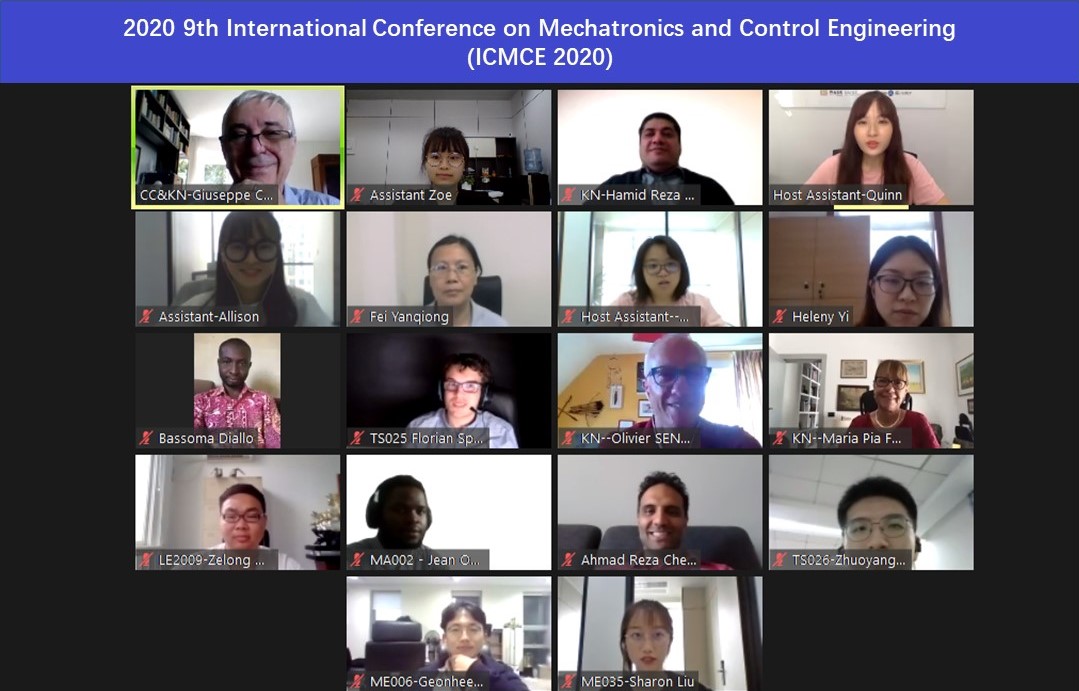 2020 9th International Conference on Mechatronics and Control Engineering
(ICMCE 2020)
CC&KN-Giuseppe C...
Assistant Zoe
KN-Hamid Reza ...
Host Assistant-Quinn
Assistant-Allison
Fei Yanqiong
Host Assistant--...
Heleny Yi
Bassoma Diallo
TS025 Florian Sp...
KN--Olivier SEN...
KN--Maria Pia F...
LE2009-Zelong ...
MA002 - Jean O...
Ahmad Reza Che...
TS026-Zhuoyang...
ME006-Geonhee...
ME035-Sharon Liu